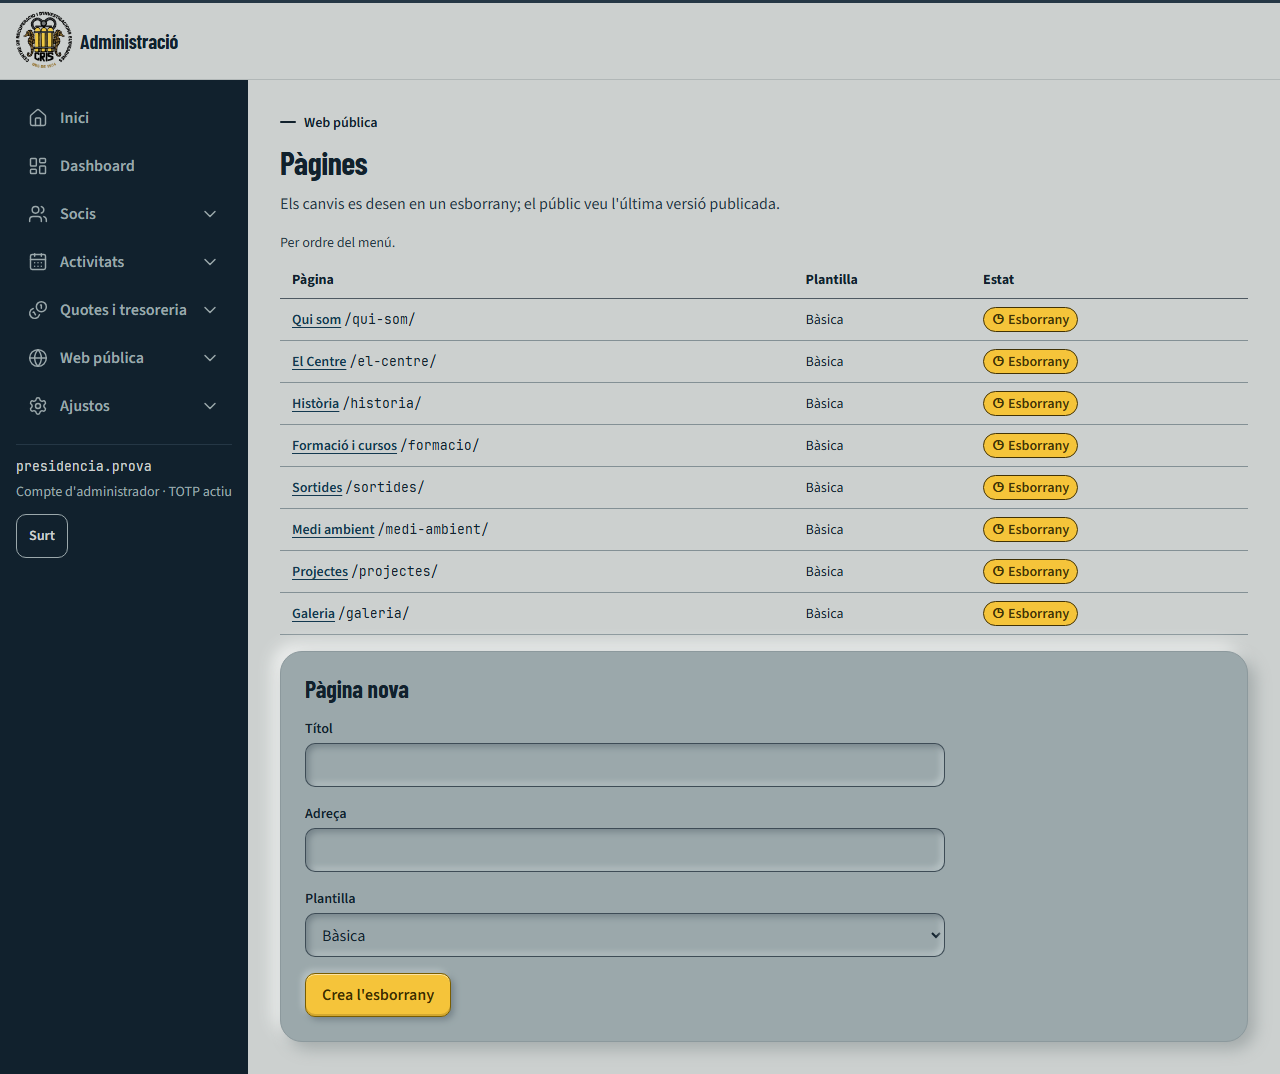 CRIS
Administració
Inici
Dashboard
Socis
Activitats
Quotes i tresoreria
Web pública
Ajustos
presidencia.prova
Compte d'administrador · TOTP actiu
Surt
Web pública
Pàgines
Els canvis es desen en un esborrany; el públic veu l'última versió publicada.
Per ordre del menú.
Pàgina Plantilla Estat
Qui som /qui-som/ Bàsica Esborrany
El Centre /el-centre/ Bàsica Esborrany
Història /historia/ Bàsica Esborrany
Formació i cursos /formacio/ Bàsica Esborrany
Sortides /sortides/ Bàsica Esborrany
Medi ambient /medi-ambient/ Bàsica Esborrany
Projectes /projectes/ Bàsica Esborrany
Galeria /galeria/ Bàsica Esborrany
Pàgina nova
Títol
Adreça
Plantilla
Bàsica
Crea l'esborrany